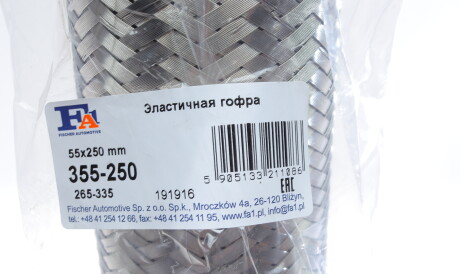 Эластичная гофра
FA1
FISCHER AUTOMOTIVE
55x250 mm
355-250
265-335
191916
5 905133 211086
EAC
Fischer Automotive Sp. z o.o. Sp.k., Mroczków 4a, 26-120 Bliżyn,
tel.: +48 41 254 12 66, fax: +48 41 254 11 95, www.fa1.pl, info@fa1.pl